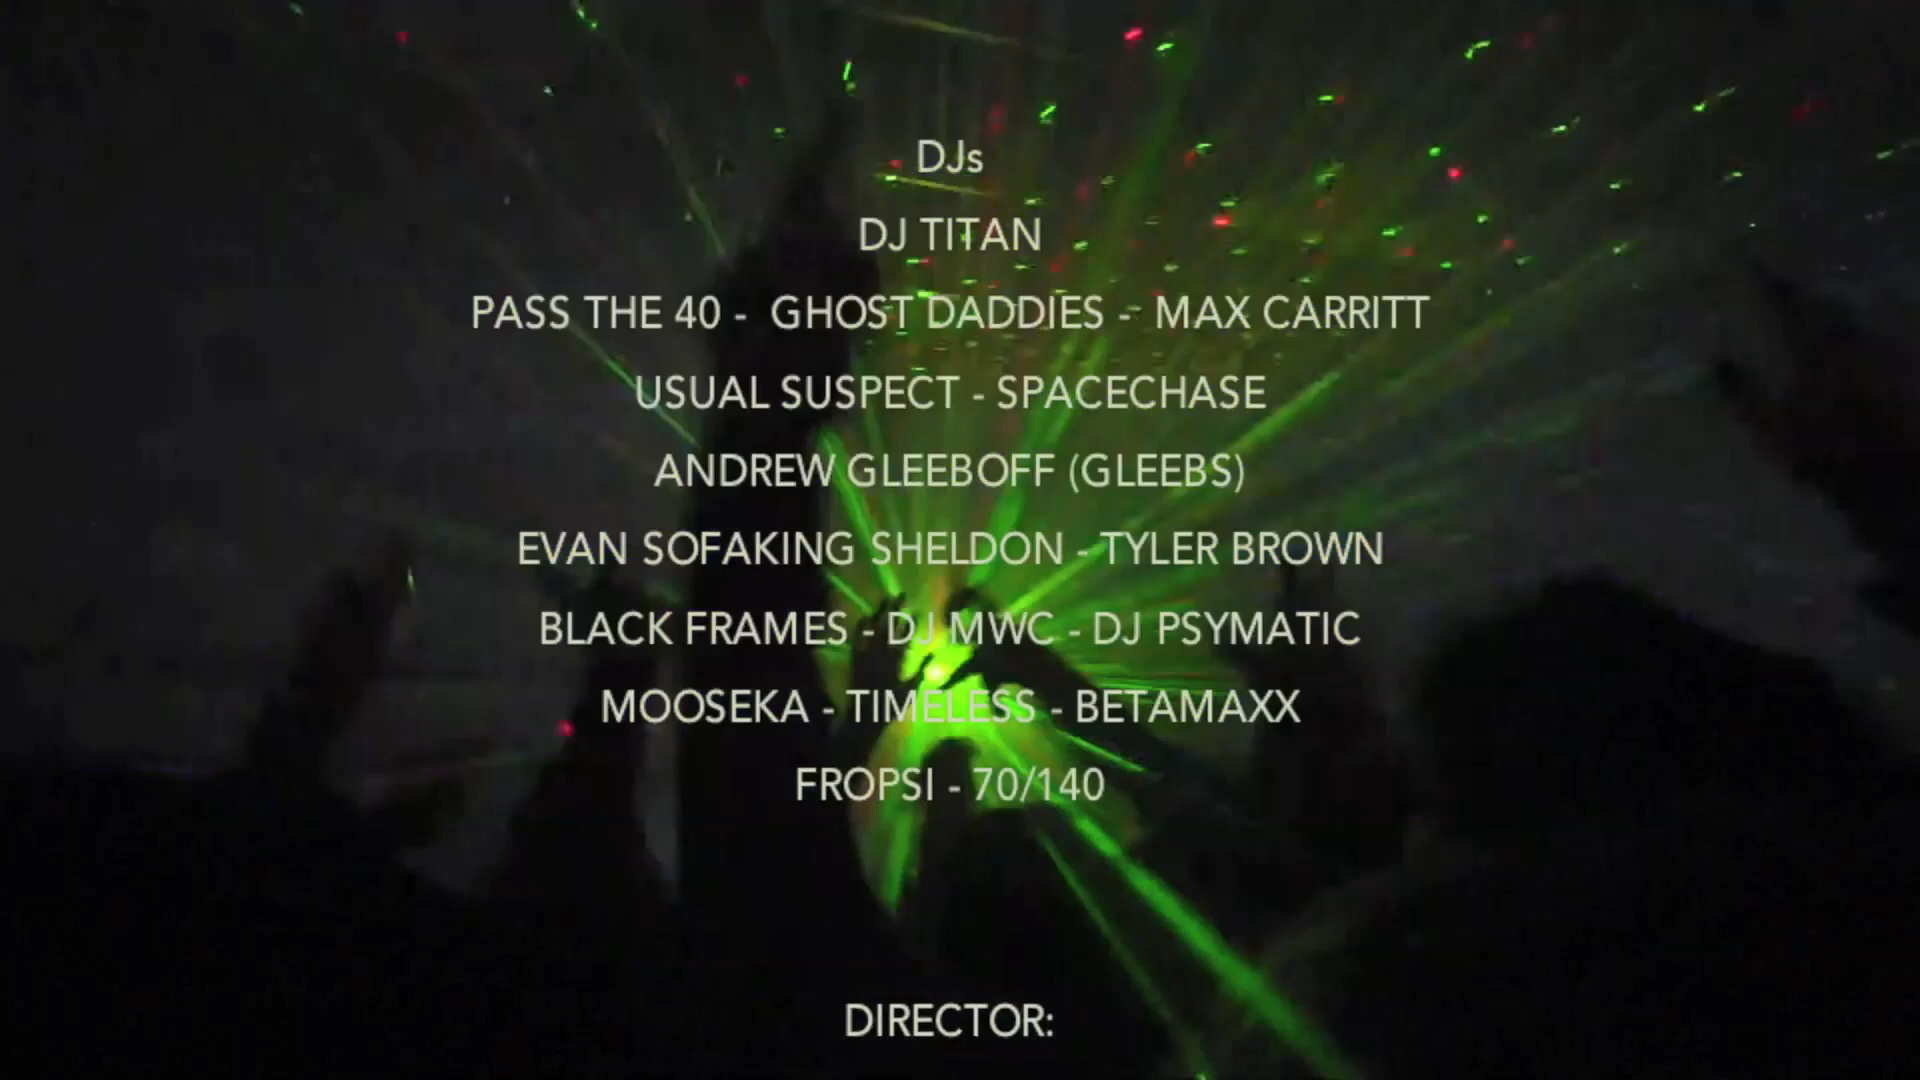 DJs
DJ TITAN
PASS THE 40 -  GHOST DADDIES -  MAX CARRITT
USUAL SUSPECT - SPACECHASE
ANDREW GLEEBOFF (GLEEBS)
EVAN SOFAKING SHELDON - TYLER BROWN
BLACK FRAMES - DJ MWC - DJ PSYMATIC
MOOSEKA - TIMELESS - BETAMAXX
FROPSI - 70/140
DIRECTOR: